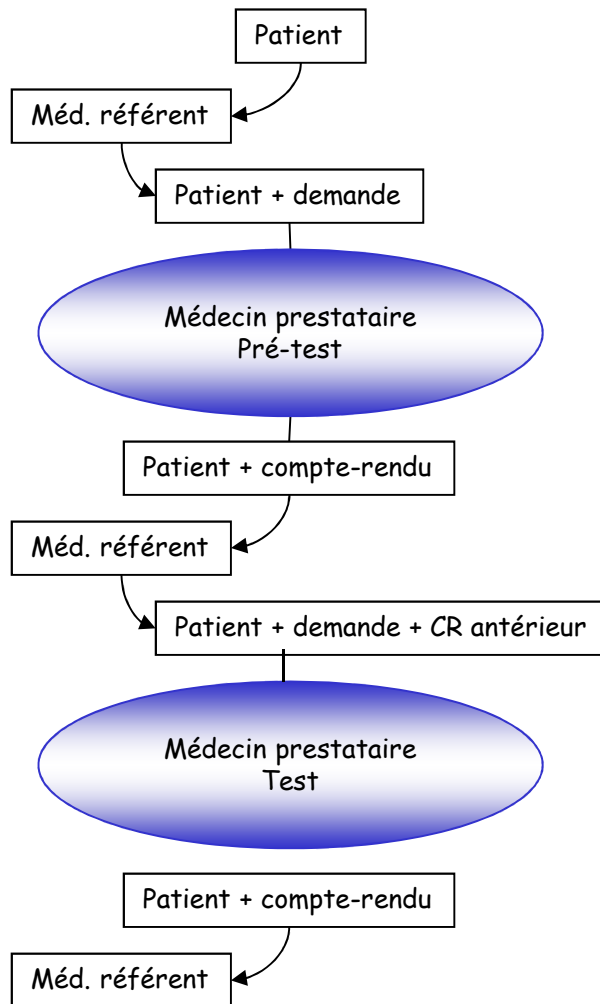 Patient
Méd. référent
Patient + demande
Médecin prestataire
Pré-test
Patient + compte-rendu
Méd. référent
Patient + demande + CR antérieur
Médecin prestataire
Test
Patient + compte-rendu
Méd. référent